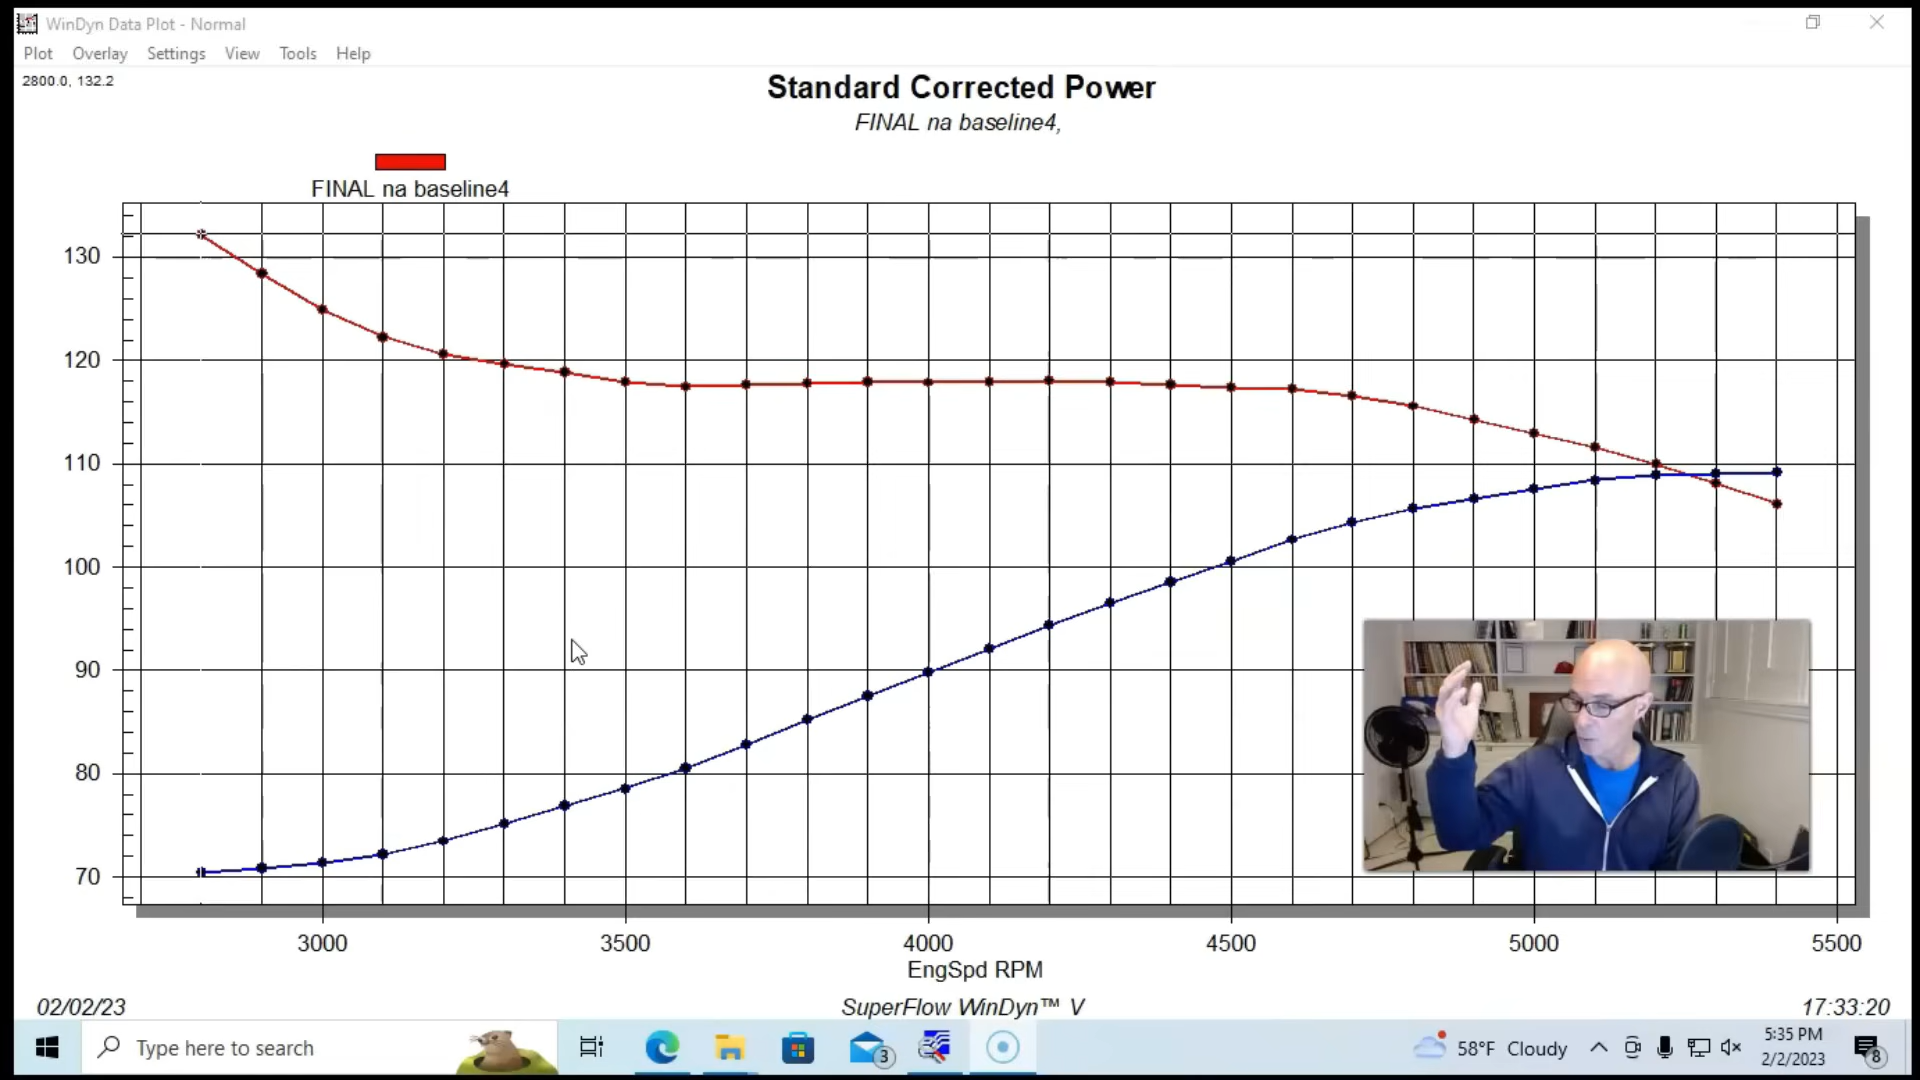 WinDyn Data Plot - Normal
Plot Overlay Settings View Tools Help
2800.0, 132.2
Standard Corrected Power
FINAL na baseline4,
FINAL na baseline4
130
120
110
100
90
80
70
3000 3500 4000 4500 5000 5500
EngSpd RPM
02/02/23 SuperFlow WinDyn™ V 17:33:20
Type here to search 3 58°F Cloudy 5:35 PM 8
2/2/2023